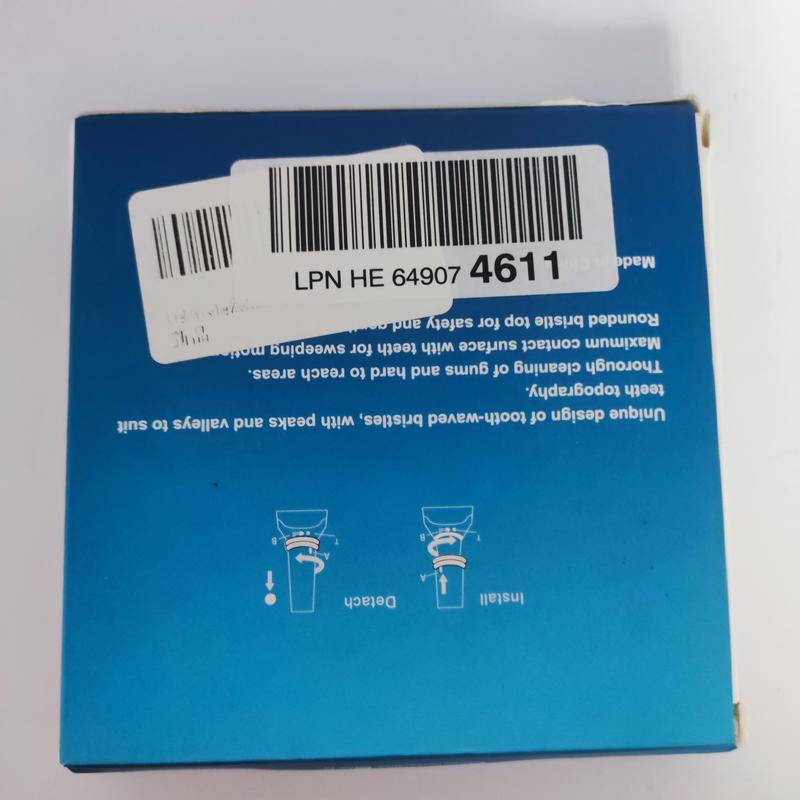 LPN HE 64907 4611
Install
Detach
A
A
B
T
B
T
Unique design of tooth-waved bristles, with peaks and valleys to suit
teeth topography.
Thorough cleaning of gums and hard to reach areas.
Maximum contact surface with teeth for sweeping
Rounded bristle top for safety and
Made in